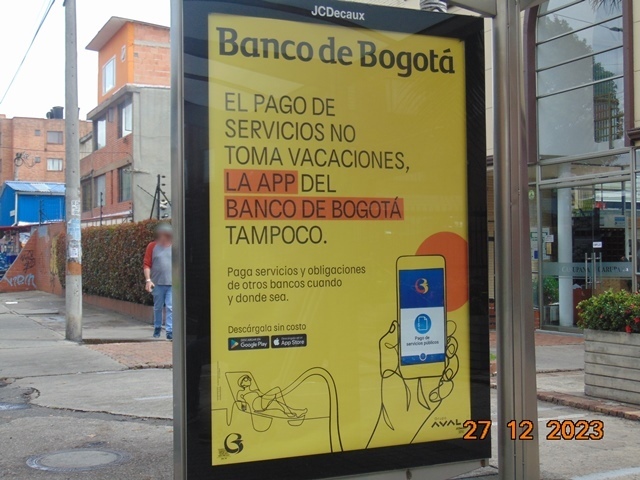 JCDecaux
Banco de Bogotá
EL PAGO DE
SERVICIOS NO
TOMA VACACIONES,
LA APP DEL
BANCO DE BOGOTÁ
TAMPOCO.
Paga servicios y obligaciones
de otros bancos cuando
y donde sea.
Descárgala sin costo
Google Play
App Store
Pago de
servicios públicos
AVAL
27 12 2023